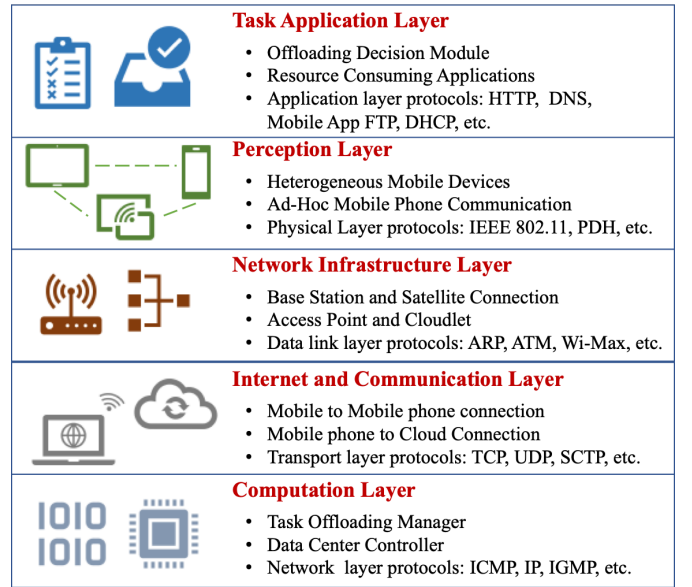 Task Application Layer
• Offloading Decision Module
• Resource Consuming Applications
• Application layer protocols: HTTP, DNS,
Mobile App FTP, DHCP, etc.
Perception Layer
• Heterogeneous Mobile Devices
• Ad-Hoc Mobile Phone Communication
• Physical Layer protocols: IEEE 802.11, PDH, etc.
Network Infrastructure Layer
• Base Station and Satellite Connection
• Access Point and Cloudlet
• Data link layer protocols: ARP, ATM, Wi-Max, etc.
Internet and Communication Layer
• Mobile to Mobile phone connection
• Mobile phone to Cloud Connection
• Transport layer protocols: TCP, UDP, SCTP, etc.
Computation Layer
1010
1010
• Task Offloading Manager
• Data Center Controller
• Network layer protocols: ICMP, IP, IGMP, etc.